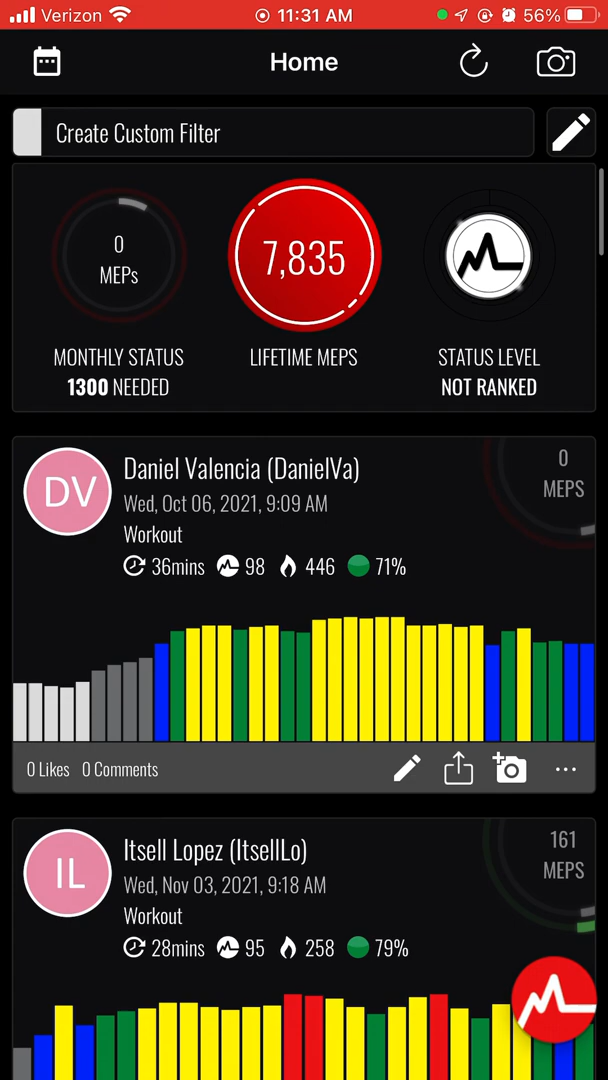 Verizon 11:31 AM 56%
Home
Create Custom Filter
0
MEPs
7,835
MONTHLY STATUS
1300 NEEDED
LIFETIME MEPS
STATUS LEVEL
NOT RANKED
DV
Daniel Valencia (DanielVa)
Wed, Oct 06, 2021, 9:09 AM
Workout
36mins 98 446 71%
0
MEPS
0 Likes 0 Comments
IL
Itsell Lopez (ItsellLo)
Wed, Nov 03, 2021, 9:18 AM
Workout
28mins 95 258 79%
161
MEPS